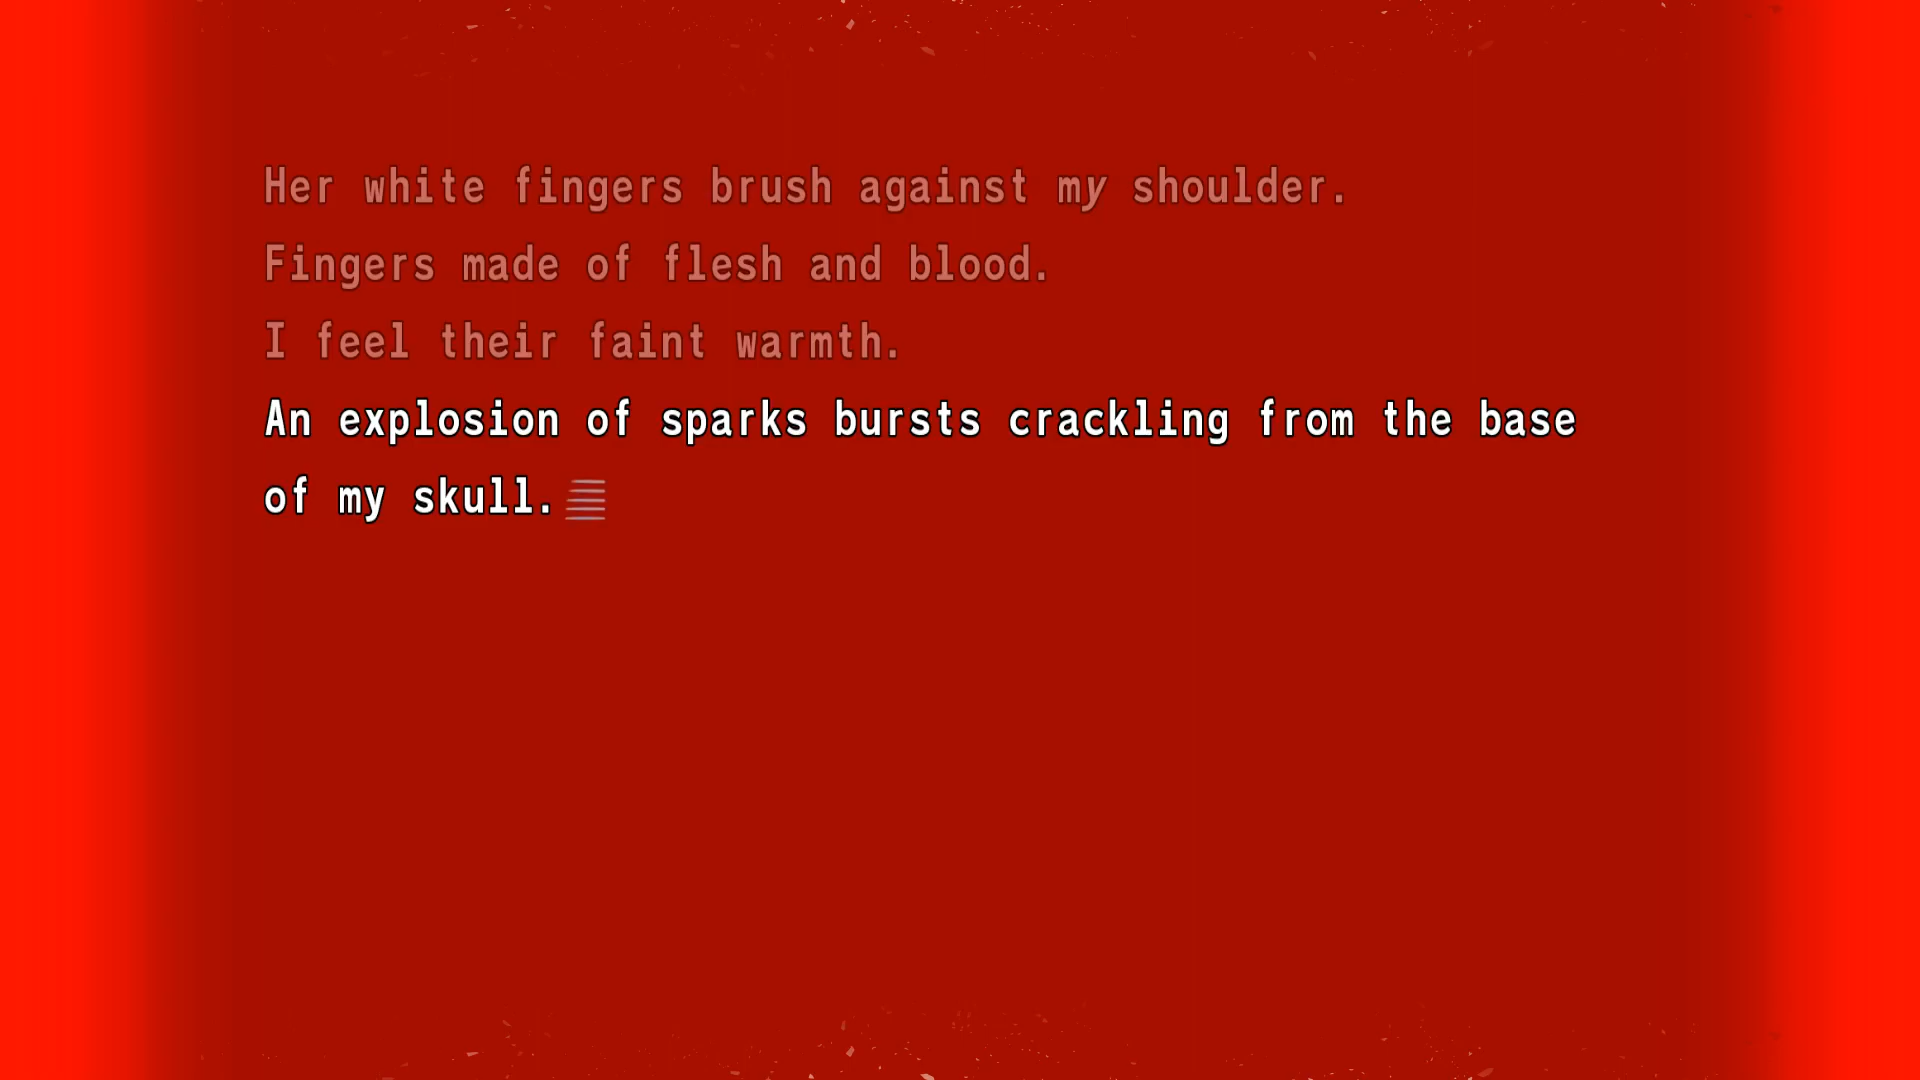 Her white fingers brush against my shoulder.
Fingers made of flesh and blood.
I feel their faint warmth.
An explosion of sparks bursts crackling from the base
of my skull.